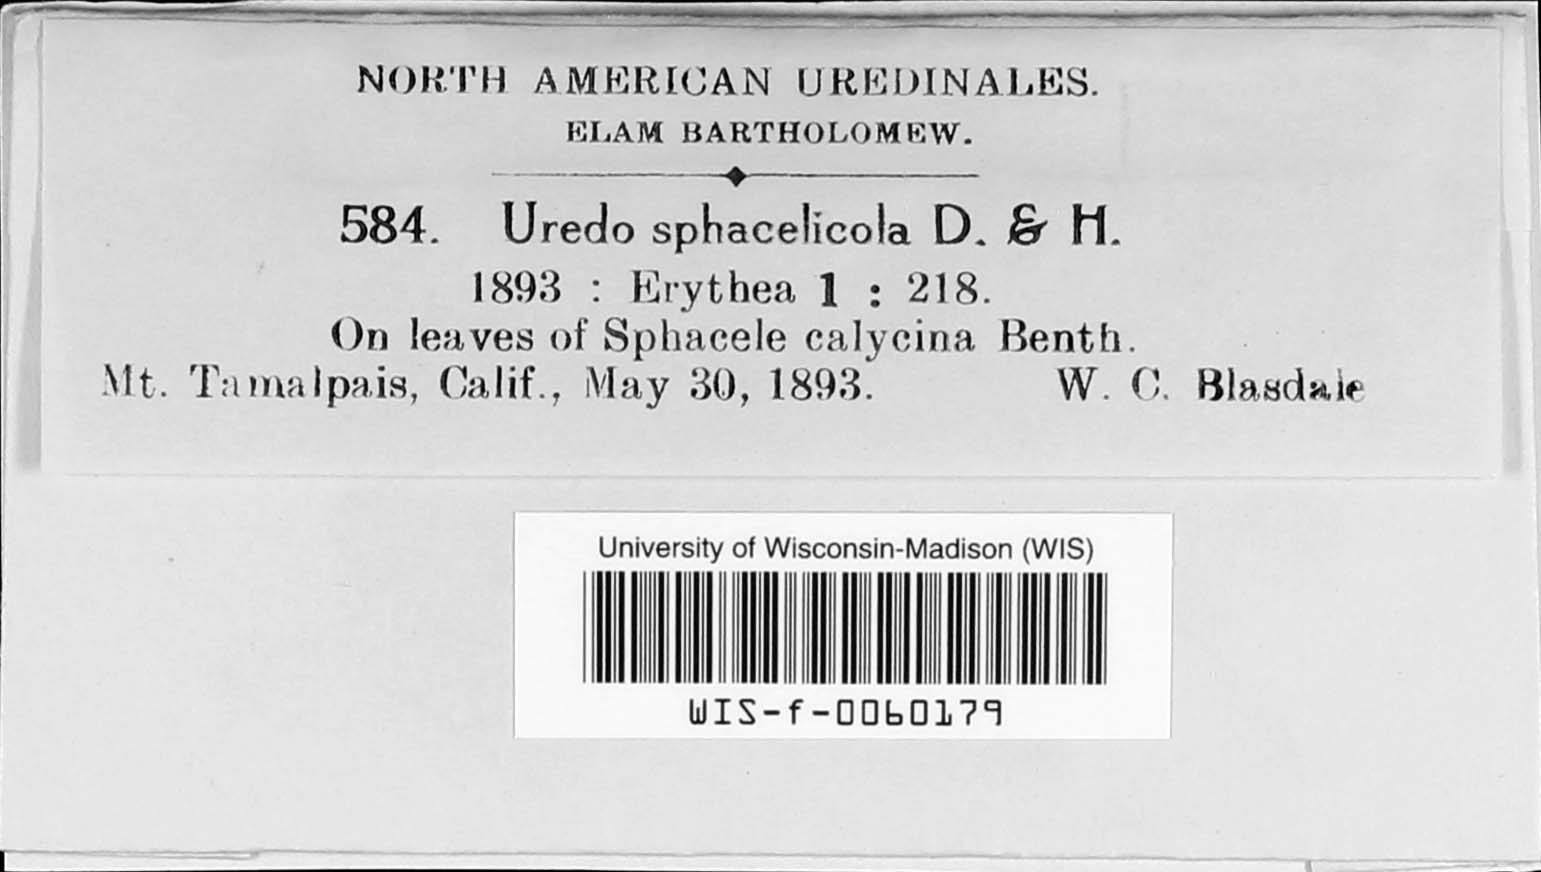 NORTH AMERICAN UREDINALES.
ELAM BARTHOLOMEW.
584. Uredo sphacelicola D. & H.
1893 : Erythea 1 : 218.
On leaves of Sphacele calycina Benth.
Mt. Tamalpais, Calif., May 30, 1893. W. C. Blasdale
University of Wisconsin-Madison (WIS)
WIS-f-0060179